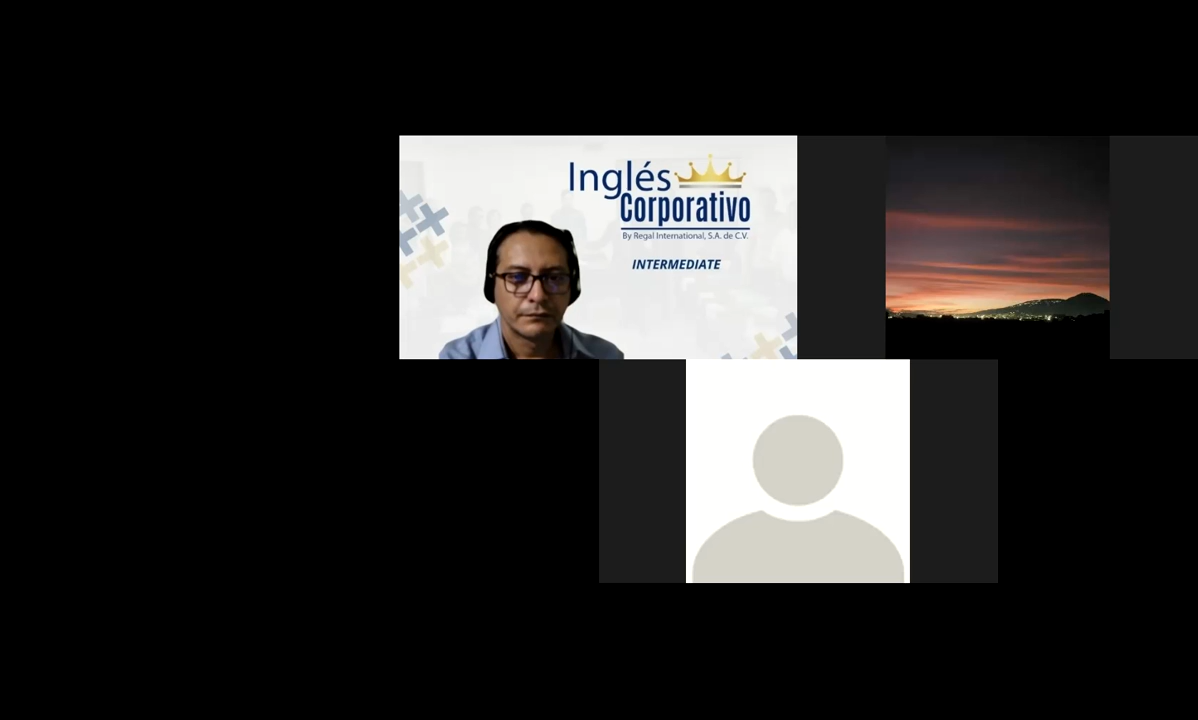 Inglés
Corporativo
By Regal International, S.A. de C.V.
INTERMEDIATE